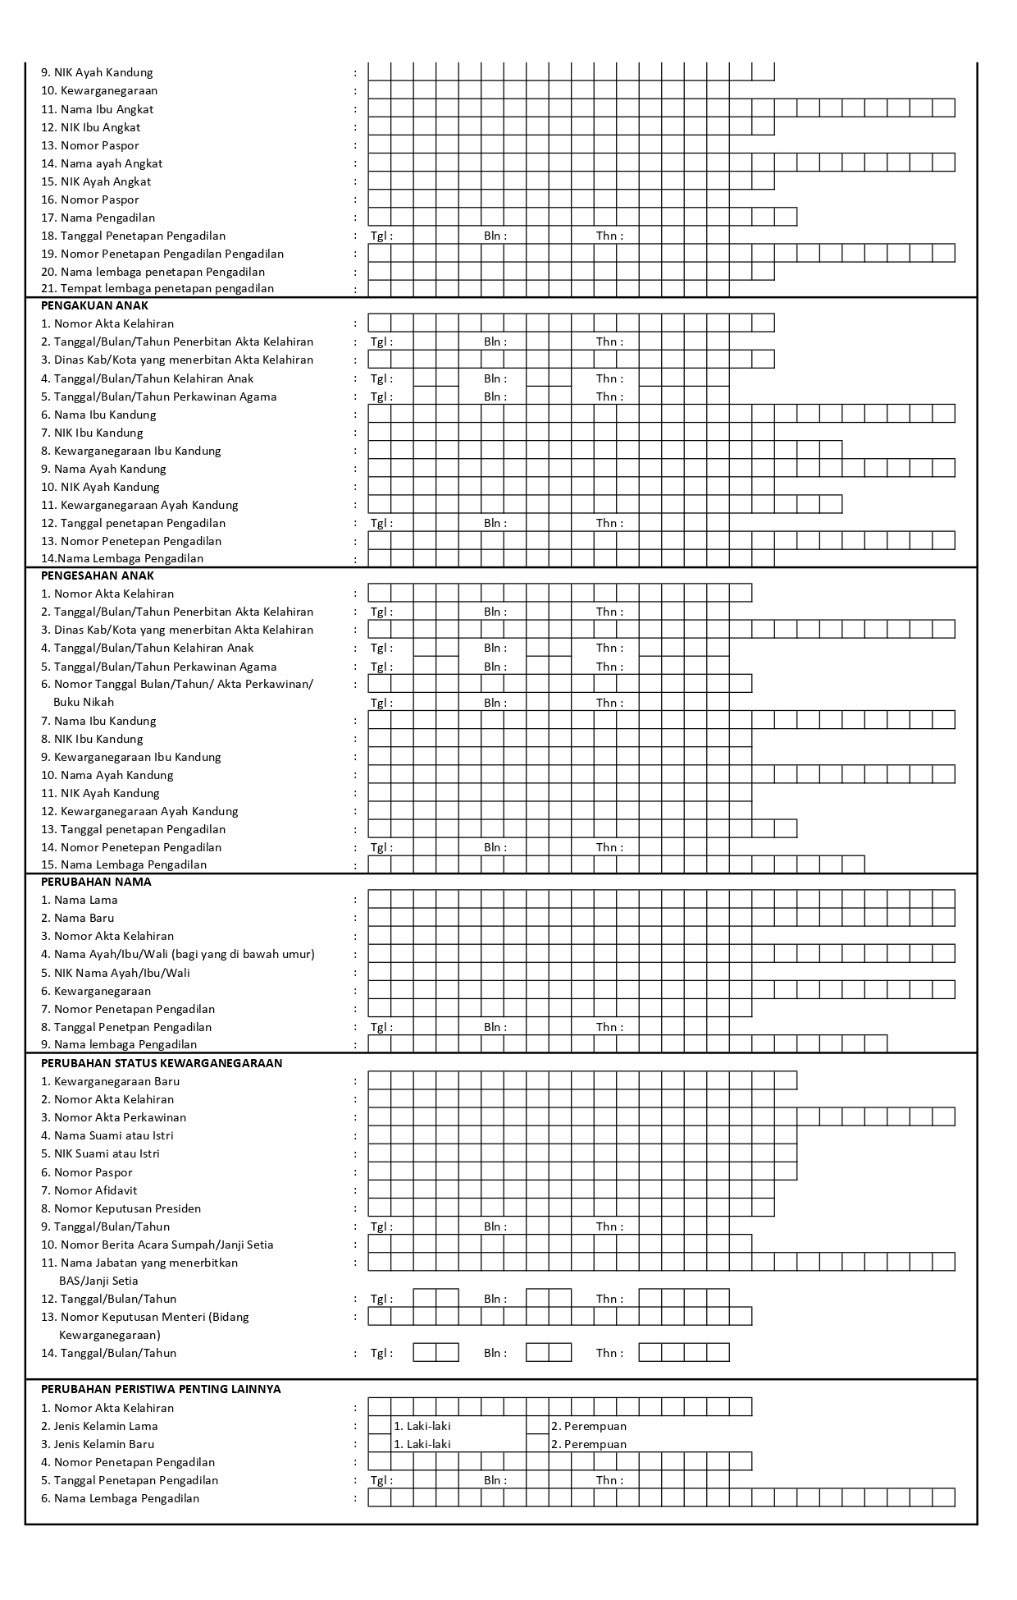 9. NIK Ayah Kandung :
10. Kewarganegaraan :
11. Nama Ibu Angkat :
12. NIK Ibu Angkat :
13. Nomor Paspor :
14. Nama ayah Angkat :
15. NIK Ayah Angkat :
16. Nomor Paspor :
17. Nama Pengadilan :
18. Tanggal Penetapan Pengadilan : Tgl : Bln : Thn :
19. Nomor Penetapan Pengadilan Pengadilan :
20. Nama lembaga penetapan Pengadilan :
21. Tempat lembaga penetapan pengadilan :
PENGAKUAN ANAK
1. Nomor Akta Kelahiran :
2. Tanggal/Bulan/Tahun Penerbitan Akta Kelahiran : Tgl : Bln : Thn :
3. Dinas Kab/Kota yang menerbitan Akta Kelahiran :
4. Tanggal/Bulan/Tahun Kelahiran Anak : Tgl : Bln : Thn :
5. Tanggal/Bulan/Tahun Perkawinan Agama : Tgl : Bln : Thn :
6. Nama Ibu Kandung :
7. NIK Ibu Kandung :
8. Kewarganegaraan Ibu Kandung :
9. Nama Ayah Kandung :
10. NIK Ayah Kandung :
11. Kewarganegaraan Ayah Kandung :
12. Tanggal penetapan Pengadilan : Tgl : Bln : Thn :
13. Nomor Penetepan Pengadilan :
14.Nama Lembaga Pengadilan :
PENGESAHAN ANAK
1. Nomor Akta Kelahiran :
2. Tanggal/Bulan/Tahun Penerbitan Akta Kelahiran : Tgl : Bln : Thn :
3. Dinas Kab/Kota yang menerbitan Akta Kelahiran :
4. Tanggal/Bulan/Tahun Kelahiran Anak : Tgl : Bln : Thn :
5. Tanggal/Bulan/Tahun Perkawinan Agama : Tgl : Bln : Thn :
6. Nomor Tanggal Bulan/Tahun/ Akta Perkawinan/ :
Buku Nikah Tgl : Bln : Thn :
7. Nama Ibu Kandung :
8. NIK Ibu Kandung :
9. Kewarganegaraan Ibu Kandung :
10. Nama Ayah Kandung :
11. NIK Ayah Kandung :
12. Kewarganegaraan Ayah Kandung :
13. Tanggal penetapan Pengadilan :
14. Nomor Penetepan Pengadilan : Tgl : Bln : Thn :
15. Nama Lembaga Pengadilan :
PERUBAHAN NAMA
1. Nama Lama :
2. Nama Baru :
3. Nomor Akta Kelahiran :
4. Nama Ayah/Ibu/Wali (bagi yang di bawah umur) :
5. NIK Nama Ayah/Ibu/Wali :
6. Kewarganegaraan :
7. Nomor Penetapan Pengadilan :
8. Tanggal Penetpan Pengadilan : Tgl : Bln : Thn :
9. Nama lembaga Pengadilan :
PERUBAHAN STATUS KEWARGANEGARAAN
1. Kewarganegaraan Baru :
2. Nomor Akta Kelahiran :
3. Nomor Akta Perkawinan :
4. Nama Suami atau Istri :
5. NIK Suami atau Istri :
6. Nomor Paspor :
7. Nomor Afidavit :
8. Nomor Keputusan Presiden :
9. Tanggal/Bulan/Tahun : Tgl : Bln : Thn :
10. Nomor Berita Acara Sumpah/Janji Setia :
11. Nama Jabatan yang menerbitkan :
BAS/Janji Setia
12. Tanggal/Bulan/Tahun : Tgl : Bln : Thn :
13. Nomor Keputusan Menteri (Bidang :
Kewarganegaraan)
14. Tanggal/Bulan/Tahun : Tgl : Bln : Thn :
PERUBAHAN PERISTIWA PENTING LAINNYA
1. Nomor Akta Kelahiran :
2. Jenis Kelamin Lama : 1. Laki-laki 2. Perempuan
3. Jenis Kelamin Baru : 1. Laki-laki 2. Perempuan
4. Nomor Penetapan Pengadilan :
5. Tanggal Penetapan Pengadilan : Tgl : Bln : Thn :
6. Nama Lembaga Pengadilan :